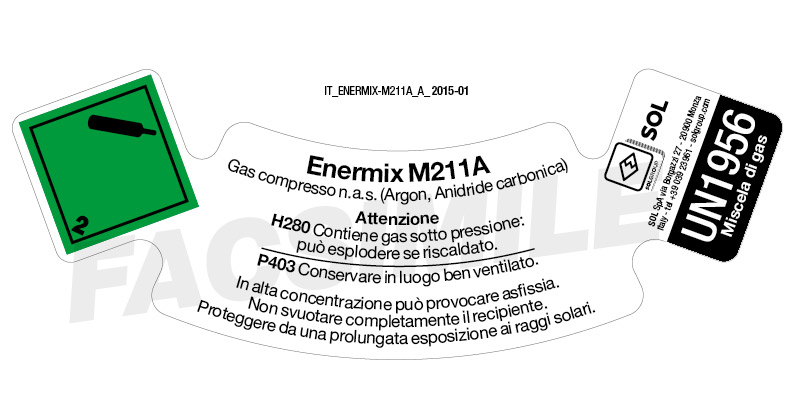 IT_ENERMIX-M211A_A_ 2015-01
2
Enermix M211A
Gas compresso n.a.s. (Argon, Anidride carbonica)
Attenzione
H280 Contiene gas sotto pressione:
può esplodere se riscaldato.
P403 Conservare in luogo ben ventilato.
In alta concentrazione può provocare asfissia.
Non svuotare completamente il recipiente.
Proteggere da una prolungata esposizione ai raggi solari.
SOLGROUP
SOL
SOL SpA via Borgazzi 27 - 20900 Monza
Italy - tel +39 039 23961 - solgroup.com
UN1956
Miscela di gas
FACSIMILE